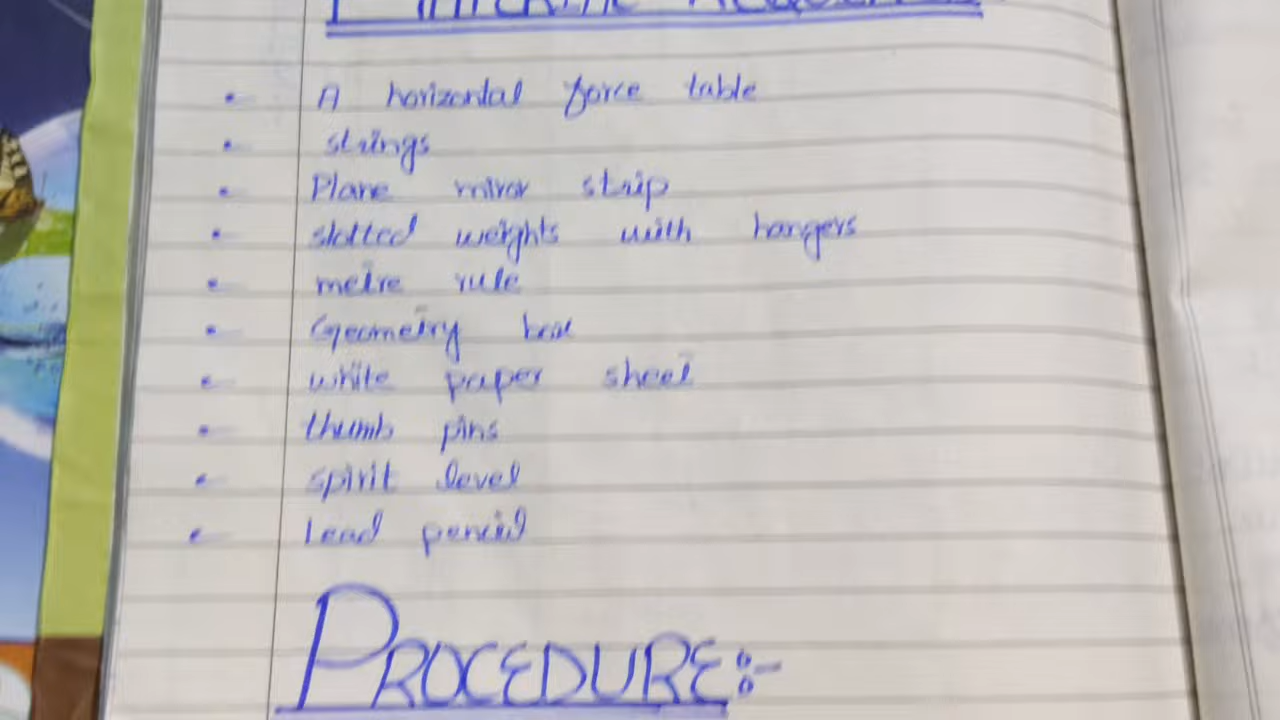 • A horizontal force table
• strings
• Plane miror strip
• slotted weights with hangers
• metre rule
• Geometry box
• white paper sheet
• thumb pins
• spirit level
• Lead pencil
PROCEDURE:-